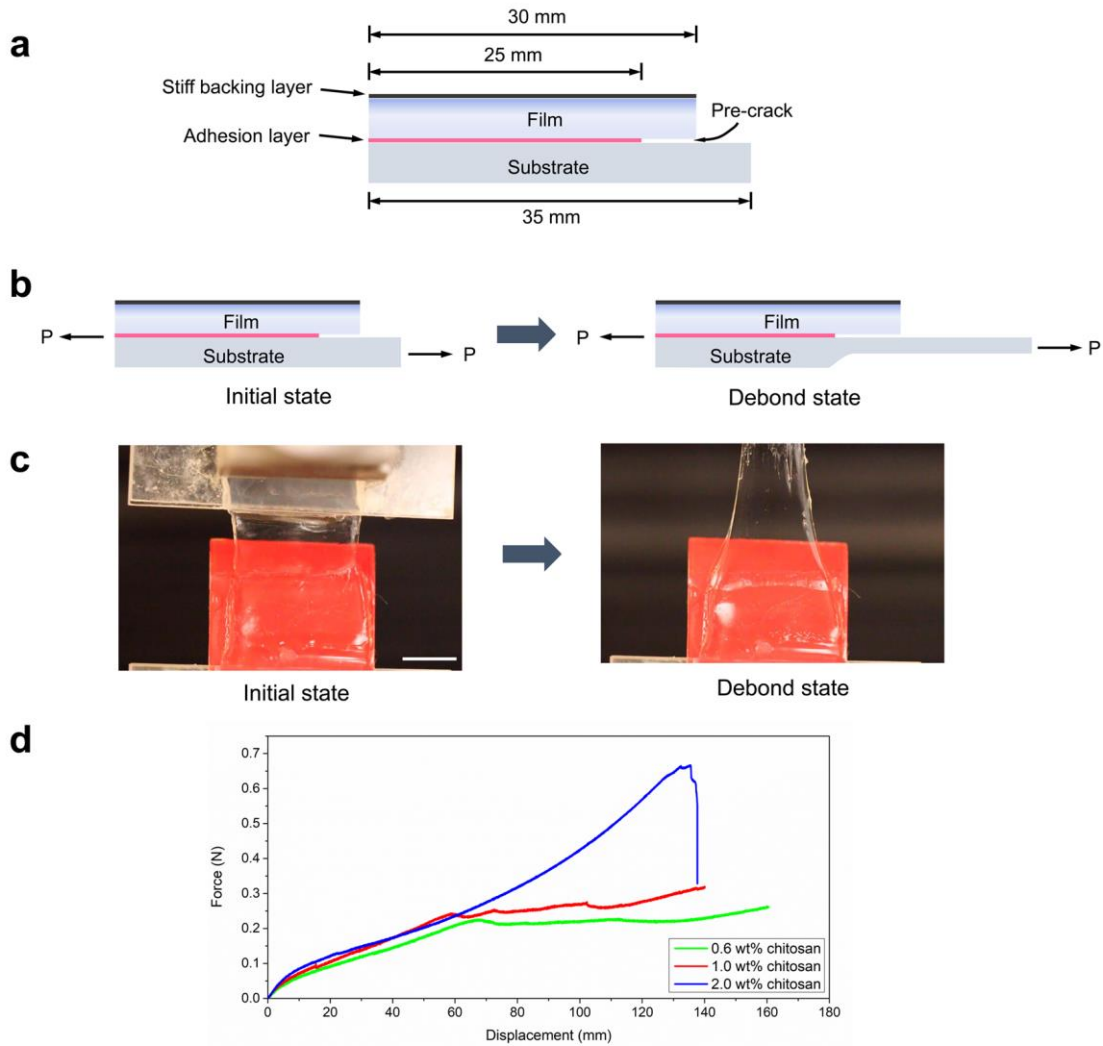 a
30 mm
25 mm
Stiff backing layer
Film
Pre-crack
Adhesion layer
Substrate
35 mm
b
P
Film
Substrate
P
Initial state
P
Film
Substrate
P
Debond state
c
Initial state
Debond state
d
Force (N)
0.7
0.6
0.5
0.4
0.3
0.2
0.1
0.0
0 20 40 60 80 100 120 140 160 180
Displacement (mm)
0.6 wt% chitosan
1.0 wt% chitosan
2.0 wt% chitosan